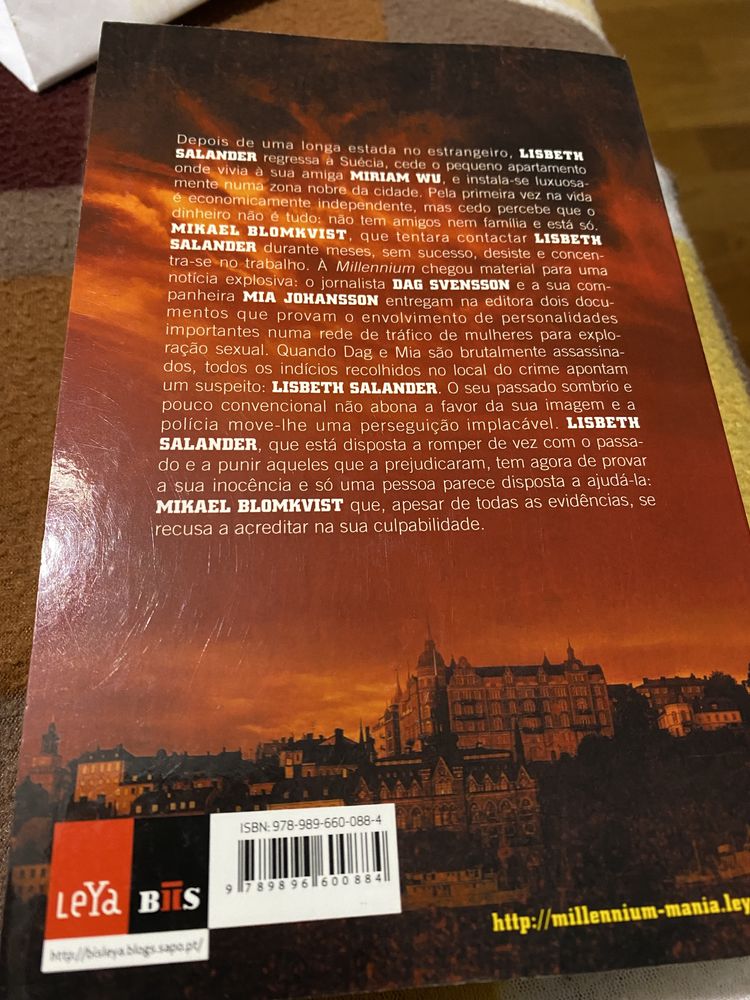 Depois de uma longa estada no estrangeiro, LISBETH
SALANDER regressa à Suécia, cede o pequeno apartamento
onde vivia à sua amiga MIRIAM WU, e instala-se luxuosa-
mente numa zona nobre da cidade. Pela primeira vez na vida
é economicamente independente, mas cedo percebe que o
dinheiro não é tudo: não tem amigos nem família e está só.
MIKAEL BLOMKVIST, que tentara contactar LISBETH
SALANDER durante meses, sem sucesso, desiste e concen-
tra-se no trabalho. À Millennium chegou material para uma
notícia explosiva: o jornalista DAG SVENSSON e a sua com-
panheira MIA JOHANSSON entregam na editora dois docu-
mentos que provam o envolvimento de personalidades
importantes numa rede de tráfico de mulheres para explo-
ração sexual. Quando Dag e Mia são brutalmente assassina-
dos, todos os indícios recolhidos no local do crime apontam
um suspeito: LISBETH SALANDER. O seu passado sombrio e
pouco convencional não abona a favor da sua imagem e a
polícia move-lhe uma perseguição implacável. LISBETH
SALANDER, que está disposta a romper de vez com o passa-
do e a punir aqueles que a prejudicaram, tem agora de provar
a sua inocência e só uma pessoa parece disposta a ajudá-la:
MIKAEL BLOMKVIST que, apesar de todas as evidências, se
recusa a acreditar na sua culpabilidade.
ISBN: 978-989-660-088-4
9 789896 600884
LeYa BIIS
http://bisleya.blogs.sapo.pt/
http://millennium-mania.ley